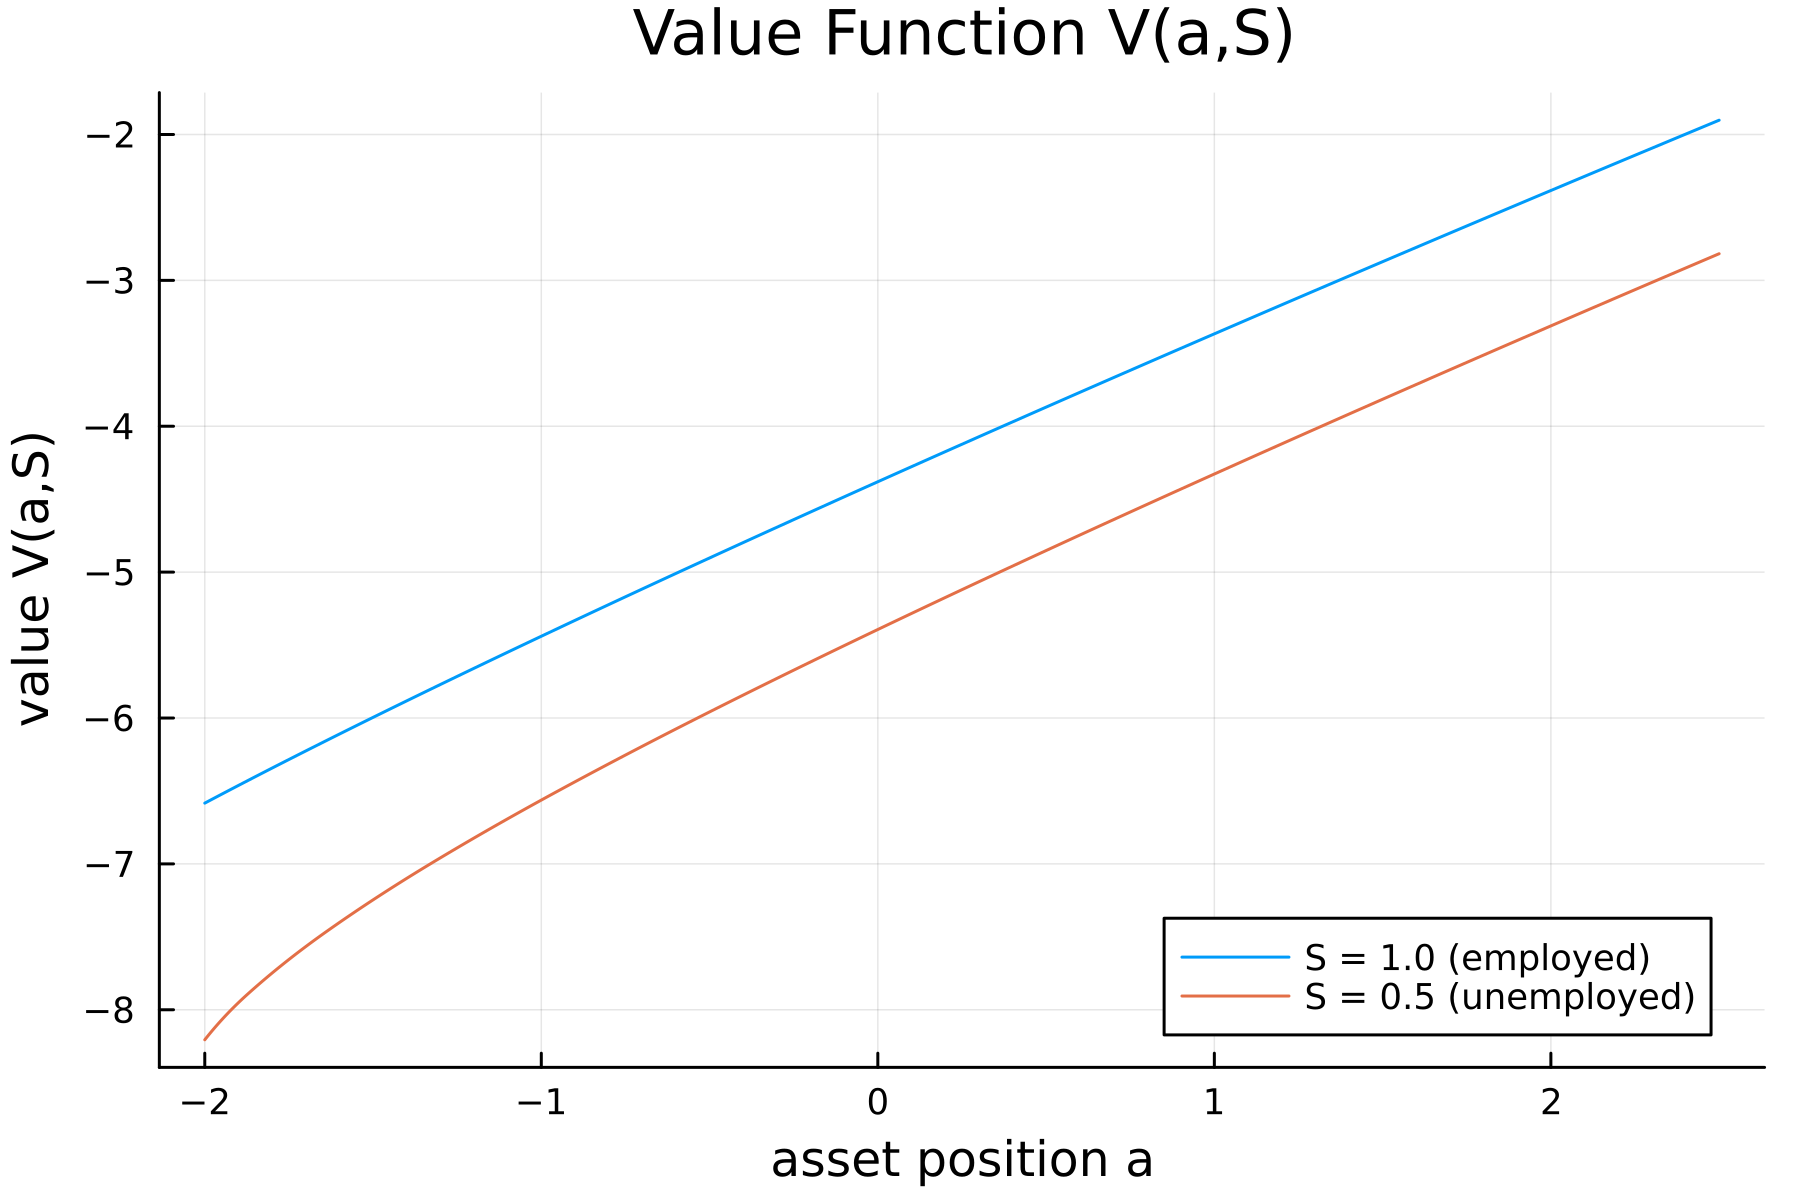 Value Function V(a,S)
value V(a,S)
−2
−3
−4
−5
−6
−7
−8
S = 1.0 (employed)
S = 0.5 (unemployed)
−2
−1
0
1
2
asset position a